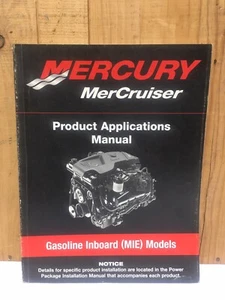 MERCURY
MerCruiser
Product Applications
Manual
Gasoline Inboard (MIE) Models
NOTICE
Details for specific product installation are located in the Power
Package Installation Manual that accompanies each product.